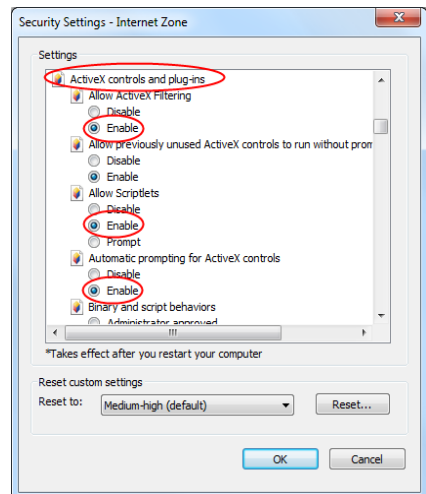 Security Settings - Internet Zone
Settings
ActiveX controls and plug-ins
Allow ActiveX Filtering
Disable
Enable
Allow previously unused ActiveX controls to run without prom
Disable
Enable
Allow Scriptlets
Disable
Enable
Prompt
Automatic prompting for ActiveX controls
Disable
Enable
Binary and script behaviors
Administrator approved
*Takes effect after you restart your computer
Reset custom settings
Reset to: Medium-high (default) Reset...
OK Cancel